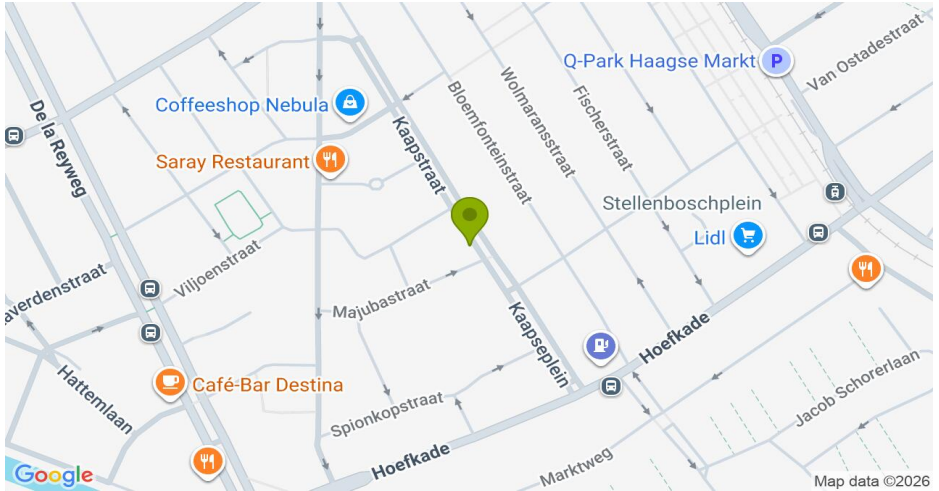 Q-Park Haagse Markt
P
Van Ostadestraat
De la Reyweg
Coffeeshop Nebula
Kaapstraat
Bloemfonteinstraat
Wolmaransstraat
Fischerstraat
Saray Restaurant
Stellenboschplein
Lidl
Viljoenstraat
averdenstraat
Majubastraat
Kaapseplein
Hoefkade
Hattemlaan
Café-Bar Destina
Spionkopstraat
Jacob Schorerlaan
Hoefkade
Marktweg
Google
Map data ©2026